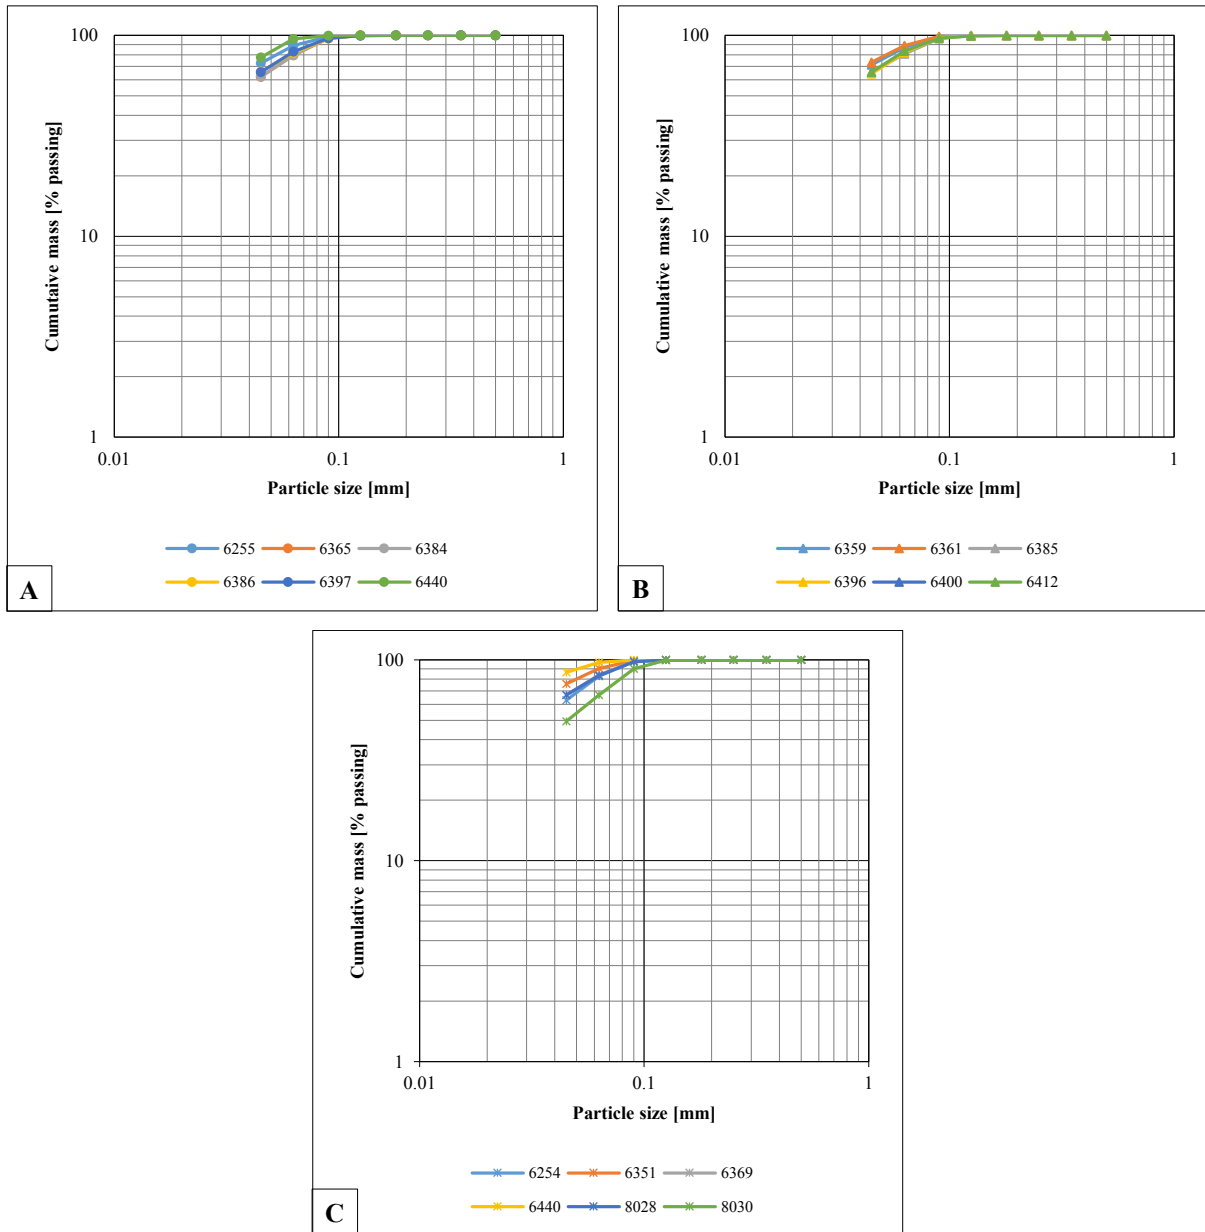 100
10
1
0.01 0.1 1
Cumutaive mass [% passing]
Particle size [mm]
6255 6365 6384
6386 6397 6440
A
100
10
1
0.01 0.1 1
Cumulative mass [% passing]
Particle size [mm]
6359 6361 6385
6396 6400 6412
B
100
10
1
0.01 0.1 1
Cumulative mass [% passing]
Particle size [mm]
6254 6351 6369
6440 8028 8030
C